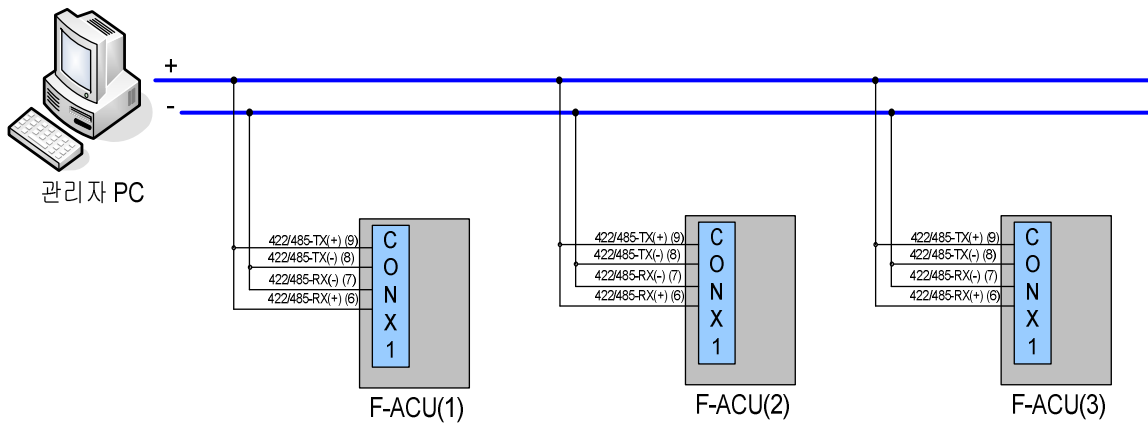 +
-
관리자 PC
422/485-TX(+) (9)
422/485-TX(-) (8)
422/485-RX(-) (7)
422/485-RX(+) (6)
C
O
N
X
1
F-ACU(1)
422/485-TX(+) (9)
422/485-TX(-) (8)
422/485-RX(-) (7)
422/485-RX(+) (6)
C
O
N
X
1
F-ACU(2)
422/485-TX(+) (9)
422/485-TX(-) (8)
422/485-RX(-) (7)
422/485-RX(+) (6)
C
O
N
X
1
F-ACU(3)